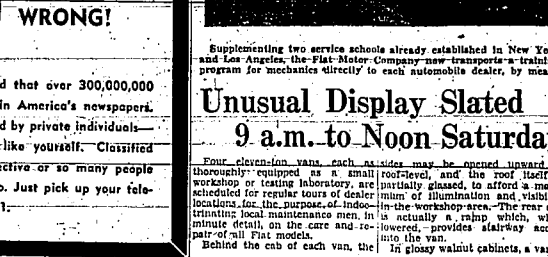 WRONG!
d that over 300,000,000
in America's newspapers.
d by private individuals—
like yourself. Classified
ective or so many people
o. Just pick up your tele-
1.
Supplementing two service schools already established in New Yo
and Los Angeles, the Fiat Motor Company now transports a traini
program for mechanics directly to each automobile dealer, by mea
Unusual Display Slated
9 a.m. to Noon Saturda
Four eleven-ton vans, each as
thoroughly equipped as a small
workshop or testing laboratory, are
scheduled for regular tours of dealer
locations for the purpose of indoc-
trinating local maintenance men, in
minute detail, on the care and re-
pair of all Fiat models.
Behind the cab of each van, the
sides may be opened upward
roof-level, and the roof itself
partially glassed, to afford a ma
mum of illumination and visibil
in the workshop area. The rear
is actually a ramp which, w
lowered, provides stairway acc
into the van.
In glossy walnut cabinets, a var